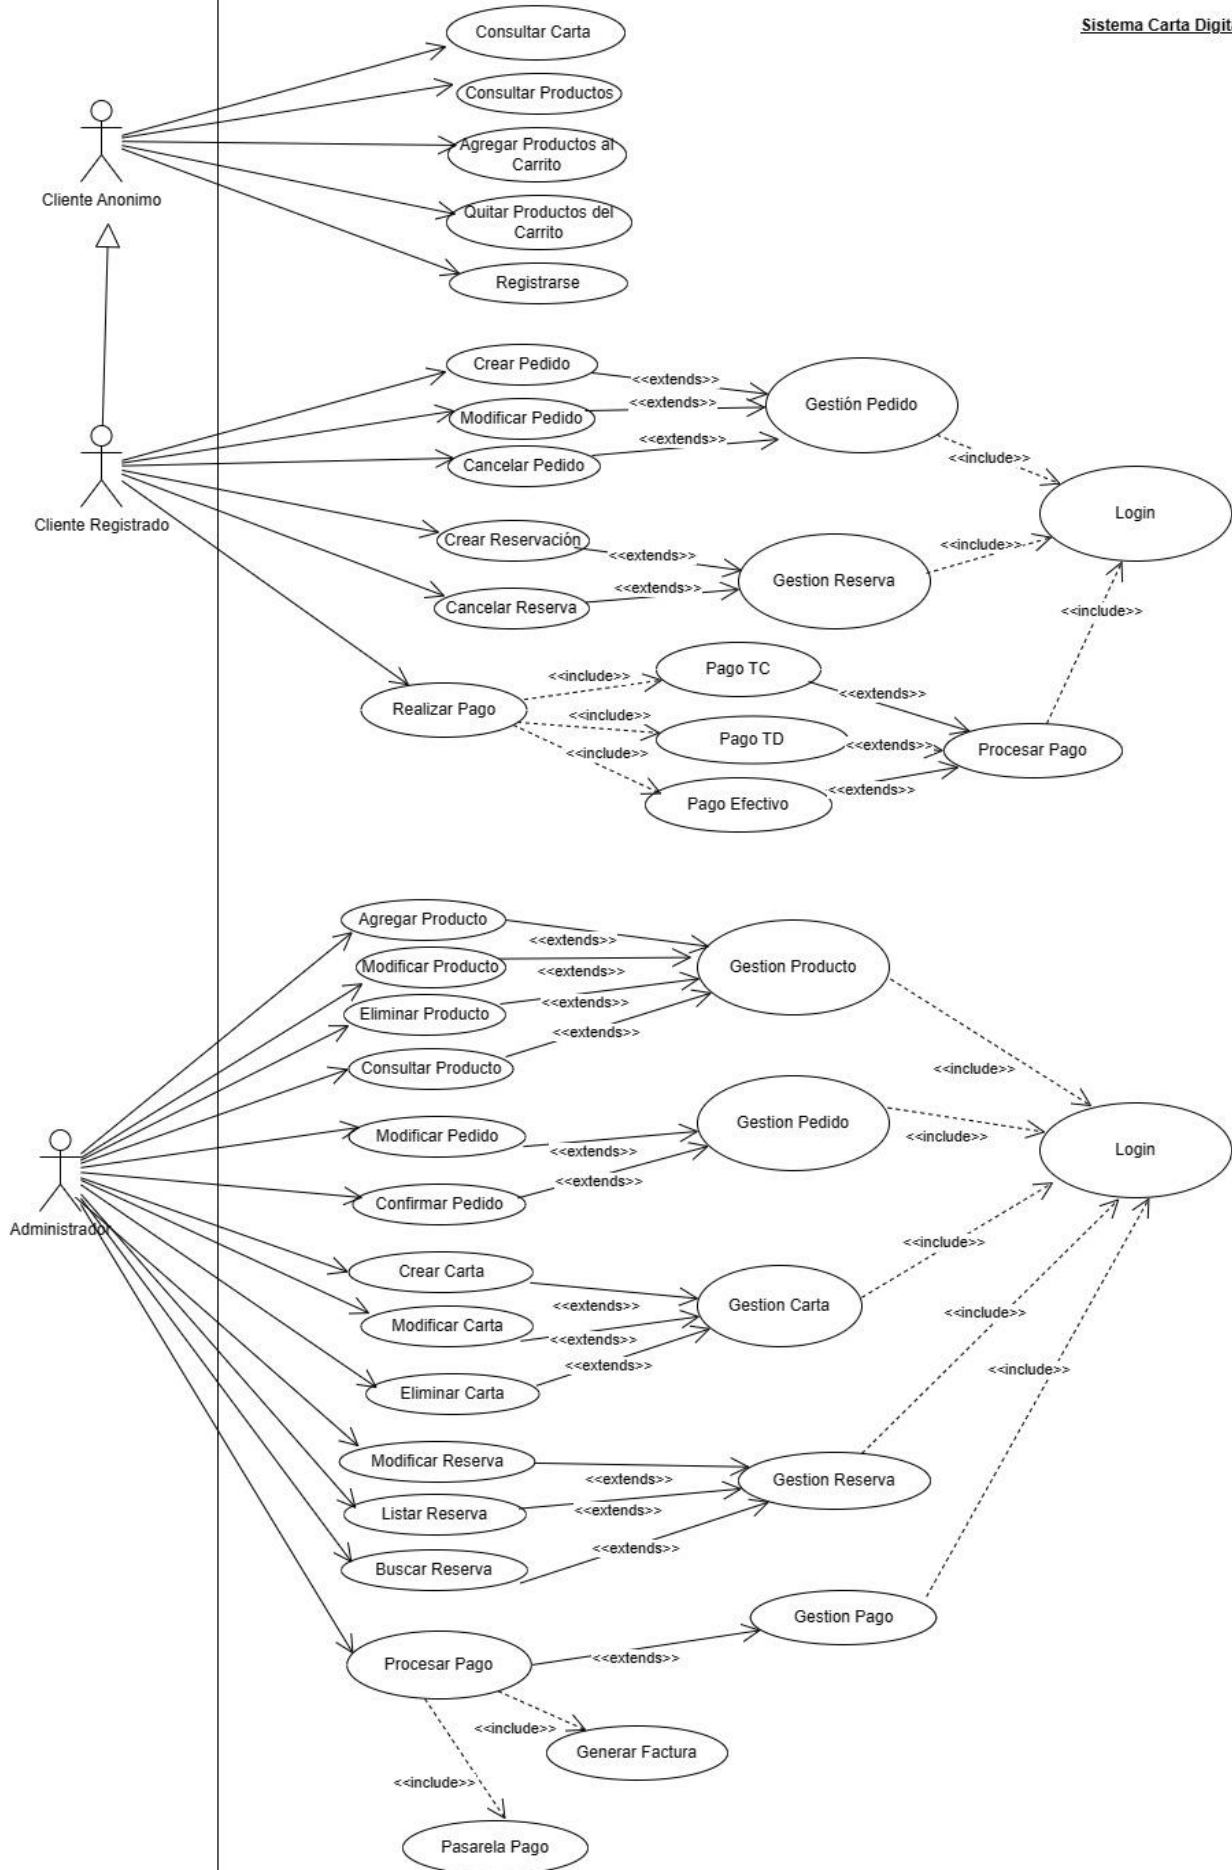 Sistema Carta Digita
Consultar Carta
Consultar Productos
Agregar Productos al
Carrito
Cliente Anonimo
Quitar Productos del
Carrito
Registrarse
Crear Pedido
<<extends>>
Modificar Pedido
<<extends>>
Gestión Pedido
Cancelar Pedido
<<extends>>
<<include>>
Cliente Registrado
Login
Crear Reservación
<<extends>>
<<include>>
Gestion Reserva
Cancelar Reserva
<<extends>>
<<include>>
Realizar Pago
<<include>>
Pago TC
<<extends>>
<<include>>
Pago TD
<<extends>>
Procesar Pago
<<include>>
Pago Efectivo
<<extends>>
Agregar Producto
<<extends>>
Modificar Producto
<<extends>>
Gestion Producto
Eliminar Producto
<<extends>>
<<extends>>
Consultar Producto
<<include>>
Modificar Pedido
<<extends>>
Gestion Pedido
<<include>>
Login
Confirmar Pedido
<<extends>>
Administrador
Crear Carta
<<extends>>
Gestion Carta
<<include>>
Modificar Carta
<<extends>>
<<include>>
Eliminar Carta
<<extends>>
<<include>>
Modificar Reserva
<<extends>>
Gestion Reserva
Listar Reserva
<<extends>>
Buscar Reserva
<<extends>>
Gestion Pago
Procesar Pago
<<extends>>
<<include>>
Generar Factura
<<include>>
Pasarela Pago